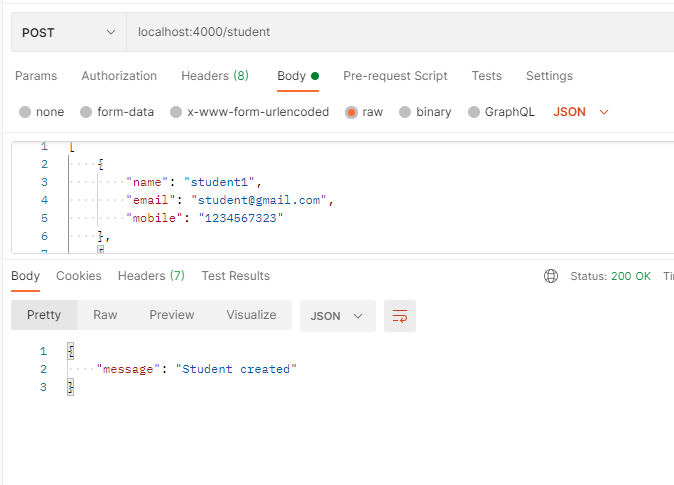 POST localhost:4000/student
Params Authorization Headers (8) Body Pre-request Script Tests Settings
none form-data x-www-form-urlencoded raw binary GraphQL JSON
1 [
2 {
3 "name": "student1",
4 "email": "student@gmail.com",
5 "mobile": "1234567323"
6 },
7 {
Body Cookies Headers (7) Test Results Status: 200 OK
Pretty Raw Preview Visualize JSON
1 {
2 "message": "Student created"
3 }